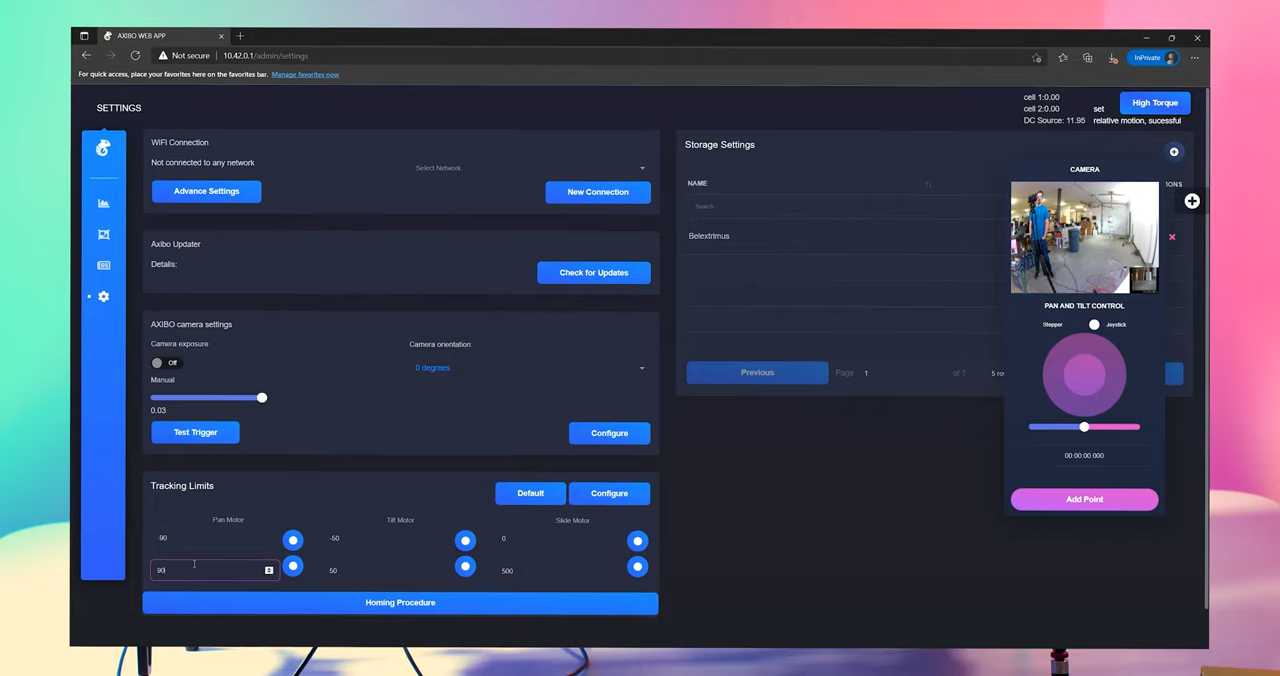 AXIBO WEB APP
Not secure | 10.42.0.1/admin/settings
InPrivate
For quick access, place your favorites here on the favorites bar. Manage favorites now
SETTINGS
cell 1:0.00
cell 2:0.00
DC Source: 11.95
set
relative motion, sucessful
High Torque
WIFI Connection
Not connected to any network
Select Network
Advance Settings
New Connection
Axibo Updater
Details:
Check for Updates
AXIBO camera settings
Camera exposure:
Camera orientation:
Off
0 degrees
Manual
0.03
Test Trigger
Configure
Tracking Limits
Default
Configure
Pan Motor
Tilt Motor
Slide Motor
-90
-50
0
90
50
500
Homing Procedure
Storage Settings
NAME
IONS
Search...
Belextrimus
Previous
Page
1
of 1
5 ro
CAMERA
PAN AND TILT CONTROL
Stepper
Joystick
00:00:00.000
Add Point